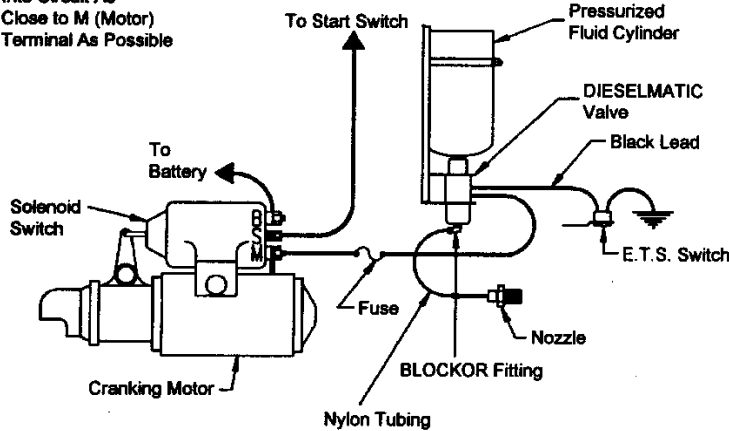 Close to M (Motor)
Terminal As Possible
To Start Switch
Pressurized
Fluid Cylinder
DIESELMATIC
Valve
Black Lead
To
Battery
Solenoid
Switch
B
S
M
E.T.S. Switch
Fuse
Nozzle
BLOCKOR Fitting
Cranking Motor
Nylon Tubing